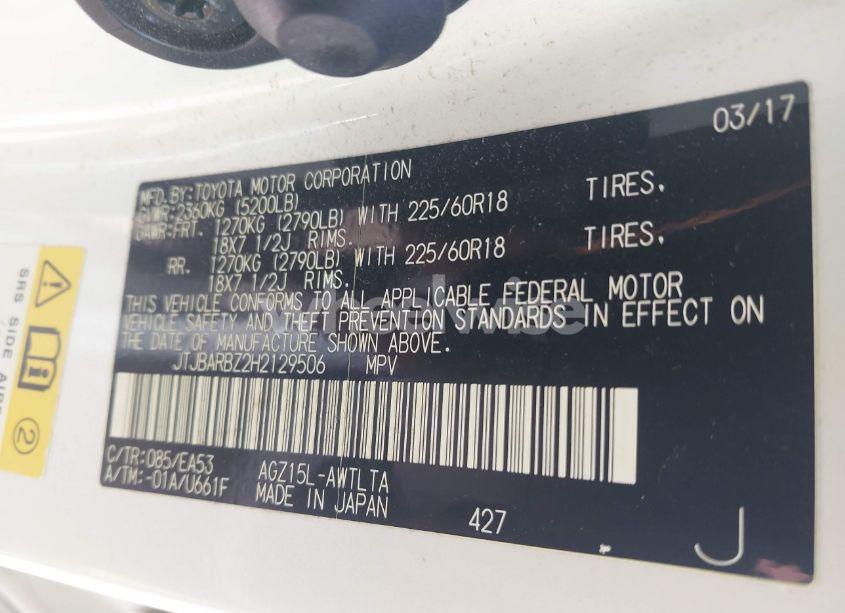 03/17
MFD.BY:TOYOTA MOTOR CORPORATION
GVWR:2360KG (5200LB)
GAWR:FRT. 1270KG (2790LB) WITH 225/60R18 TIRES,
18X7 1/2J RIMS.
RR. 1270KG (2790LB) WITH 225/60R18 TIRES,
18X7 1/2J RIMS.
THIS VEHICLE CONFORMS TO ALL APPLICABLE FEDERAL MOTOR
VEHICLE SAFETY AND THEFT PREVENTION STANDARDS IN EFFECT ON
THE DATE OF MANUFACTURE SHOWN ABOVE.
JTJBARBZ2H2129506 MPV
C/TR:085/EA53 AGZ15L-AWTLTA
A/TM:-01A/U661F MADE IN JAPAN 427
J
SRS SIDE
2